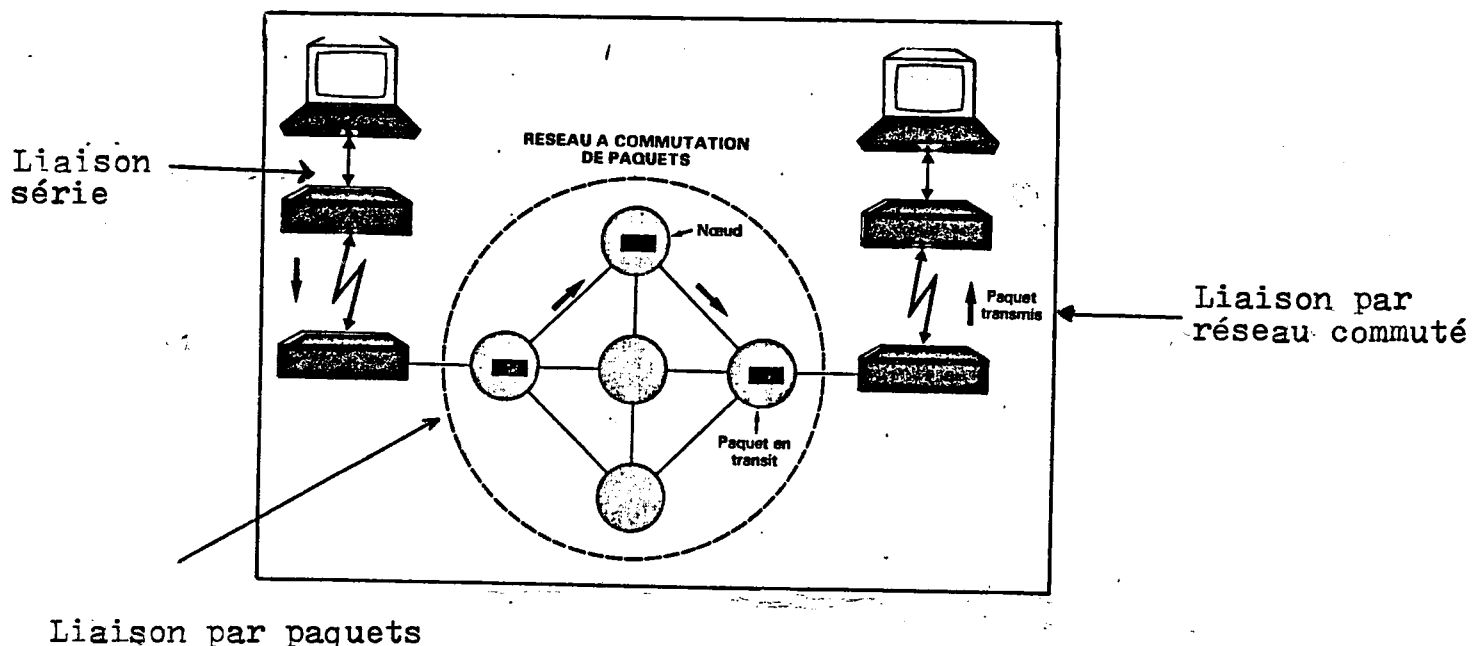 RESEAU A COMMUTATION
DE PAQUETS
Liaison
série
Nœud
Paquet
transmis
Liaison par
réseau commuté
Paquet en
transit
Liaison par paquets